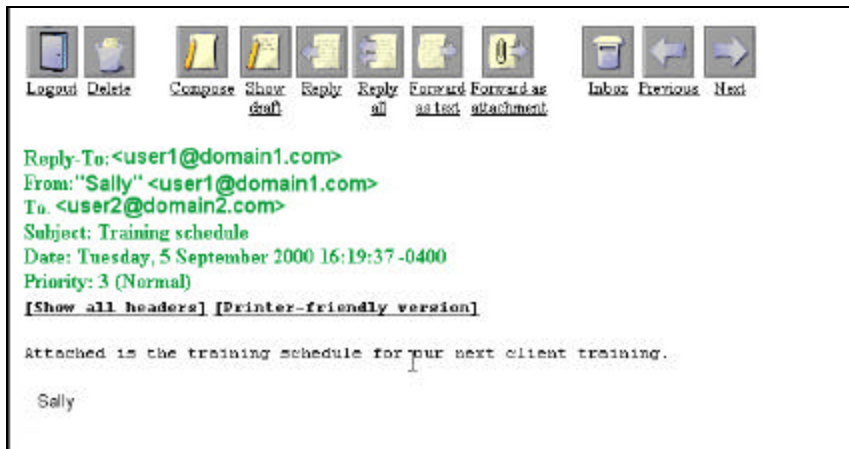 Logout Delete Compose Show draft Reply Reply all Forward as text Forward as attachment Inbox Previous Next
Reply-To:<user1@domain1.com>
From:"Sally" <user1@domain1.com>
To. <user2@domain2.com>
Subject: Training schedule
Date: Tuesday, 5 September 2000 16:19:37 -0400
Priority: 3 (Normal)
[Show all headers] [Printer-friendly version]
Attached is the training schedule for our next client training.
Sally